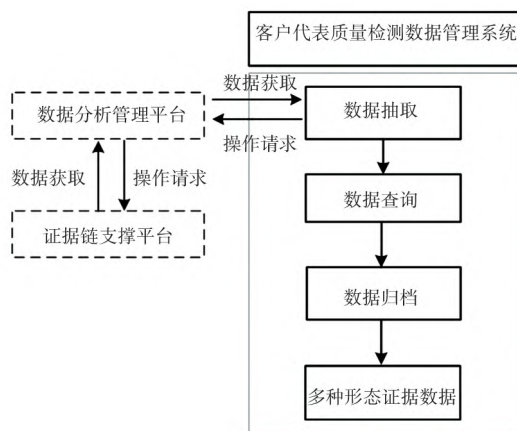 客户代表质量检测数据管理系统
数据获取
数据分析管理平台
数据抽取
操作请求
数据获取
操作请求
数据查询
证据链支撑平台
数据归档
多种形态证据数据